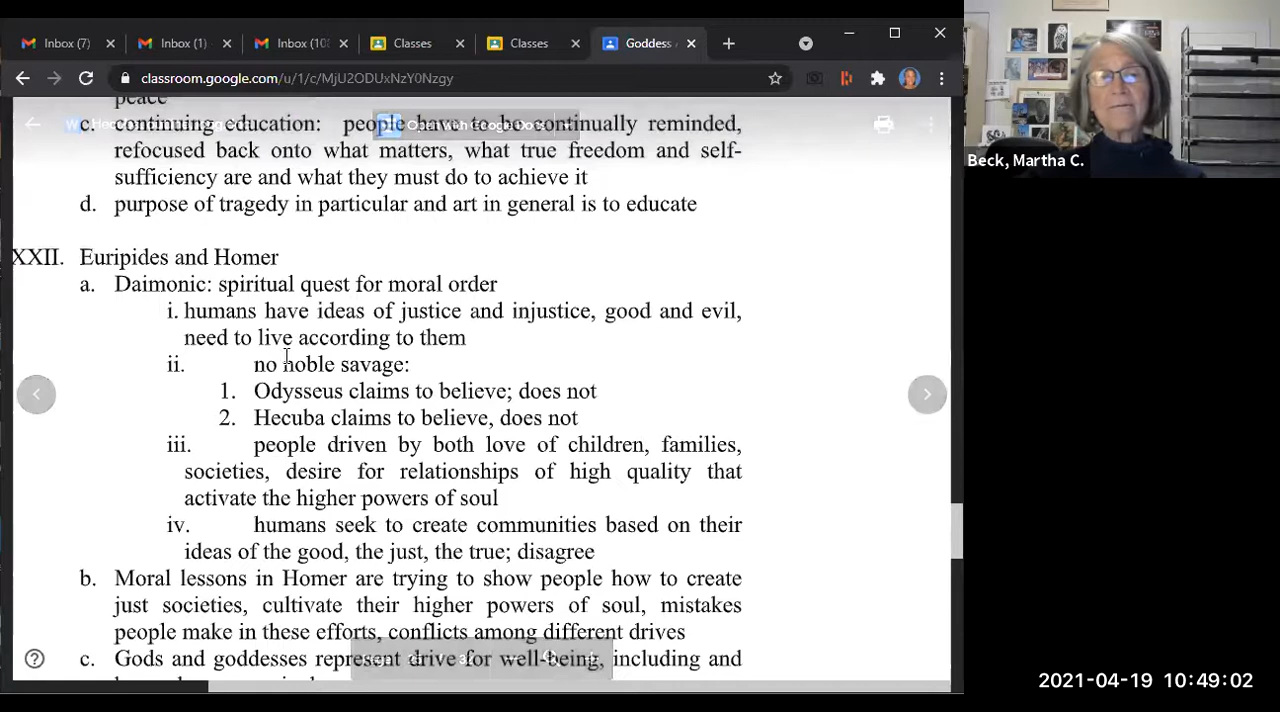 Inbox (7)
Inbox (1)
Inbox (10
Classes
Classes
Goddess
classroom.google.com/u/1/c/MjU2ODUxNzY0Nzgy
Beck, Martha C.
peace
c. continuing education: people have to be continually reminded,
refocused back onto what matters, what true freedom and self-
sufficiency are and what they must do to achieve it
d. purpose of tragedy in particular and art in general is to educate
XXII. Euripides and Homer
a. Daimonic: spiritual quest for moral order
i. humans have ideas of justice and injustice, good and evil,
need to live according to them
ii. no noble savage:
1. Odysseus claims to believe; does not
2. Hecuba claims to believe, does not
iii. people driven by both love of children, families,
societies, desire for relationships of high quality that
activate the higher powers of soul
iv. humans seek to create communities based on their
ideas of the good, the just, the true; disagree
b. Moral lessons in Homer are trying to show people how to create
just societies, cultivate their higher powers of soul, mistakes
people make in these efforts, conflicts among different drives
c. Gods and goddesses represent drive for well-being, including and
2021-04-19 10:49:02